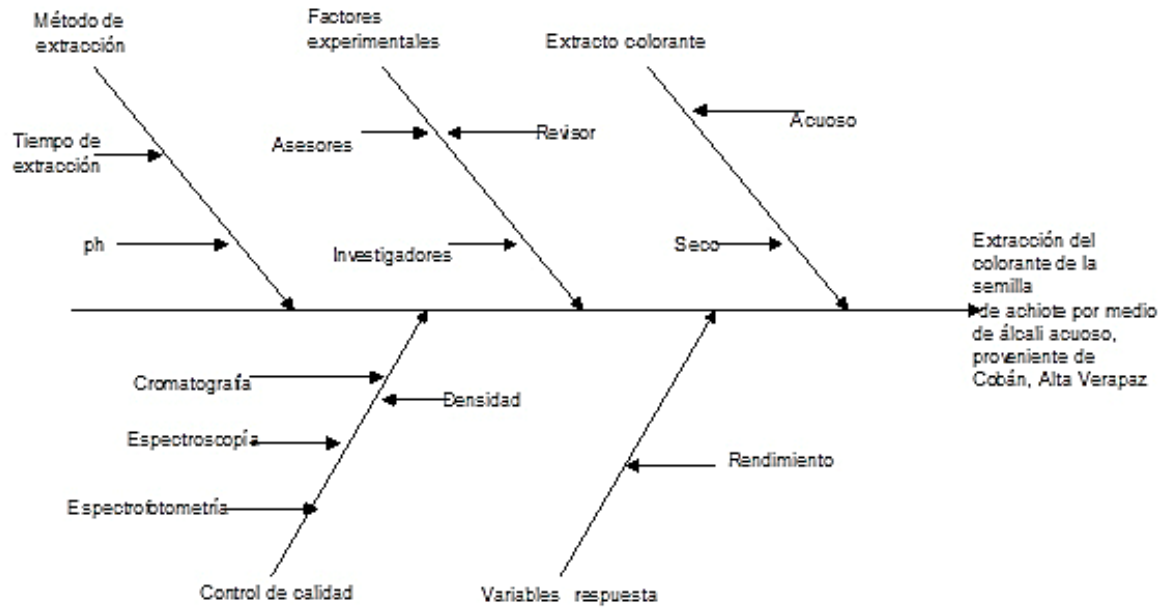 Método de
extracción
Factores
experimentales
Extracto colorante
Tiempo de
extracción
Asesores
Revisor
Acuoso
ph
Investigadores
Seco
Extracción del
colorante de la
semilla
de achiote por medio
de álcali acuoso,
proveniente de
Cobán, Alta Verapaz
Cromatografía
Densidad
Espectroscopía
Rendimiento
Espectrofotometría
Control de calidad
Variables respuesta